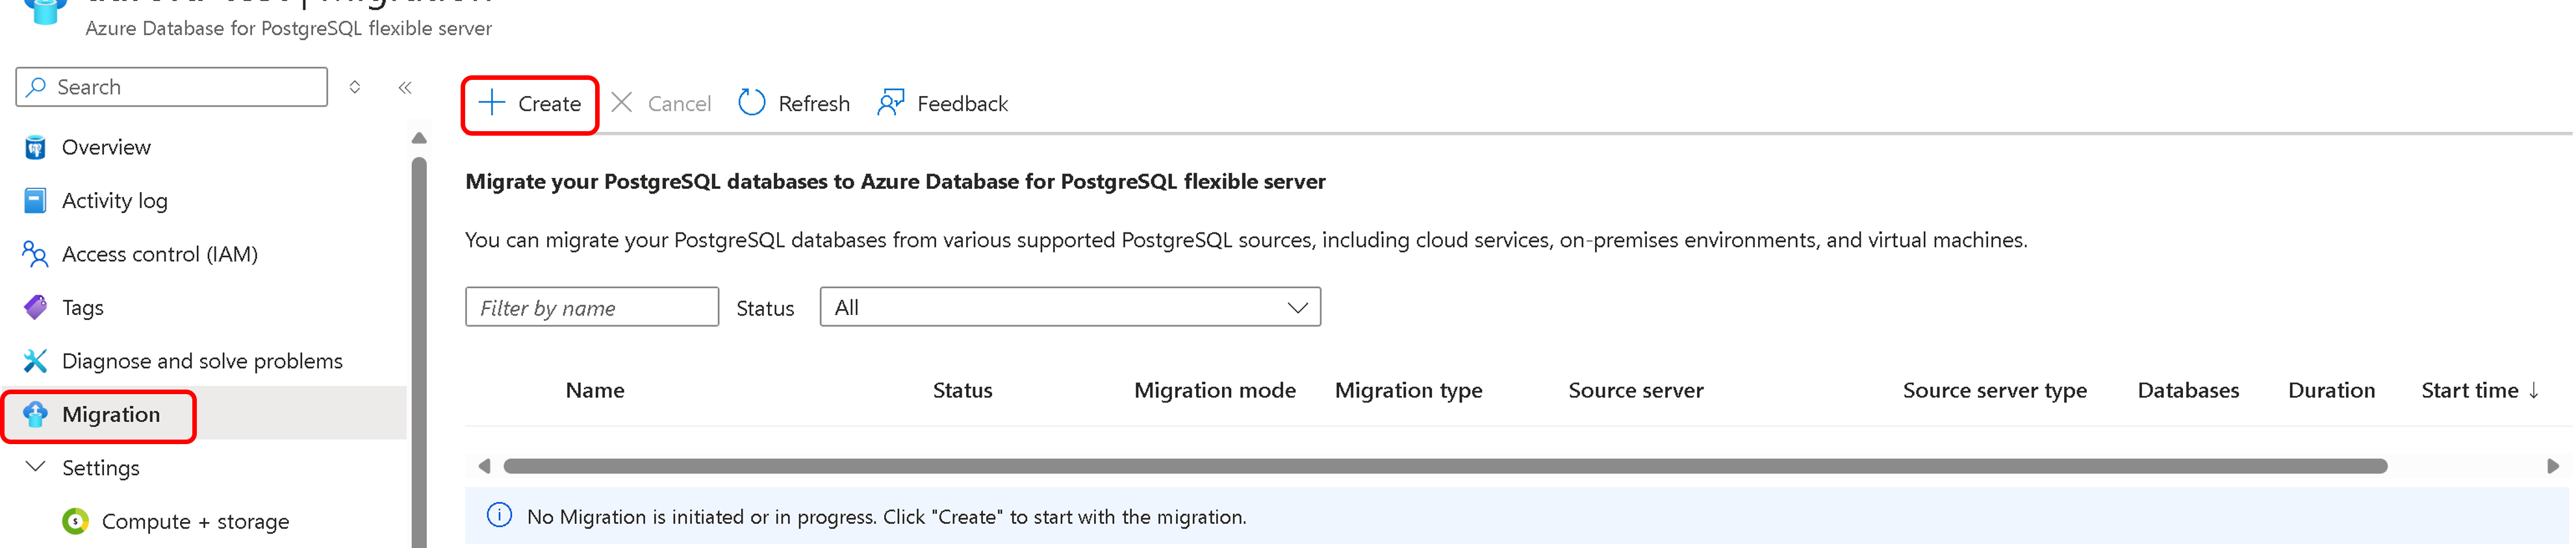 Migration
Azure Database for PostgreSQL flexible server
Search
Overview
Activity log
Access control (IAM)
Tags
Diagnose and solve problems
Migration
Settings
Compute + storage
Create Cancel Refresh Feedback
Migrate your PostgreSQL databases to Azure Database for PostgreSQL flexible server
You can migrate your PostgreSQL databases from various supported PostgreSQL sources, including cloud services, on-premises environments, and virtual machines.
Filter by name Status All
Name Status Migration mode Migration type Source server Source server type Databases Duration Start time ↓
No Migration is initiated or in progress. Click "Create" to start with the migration.